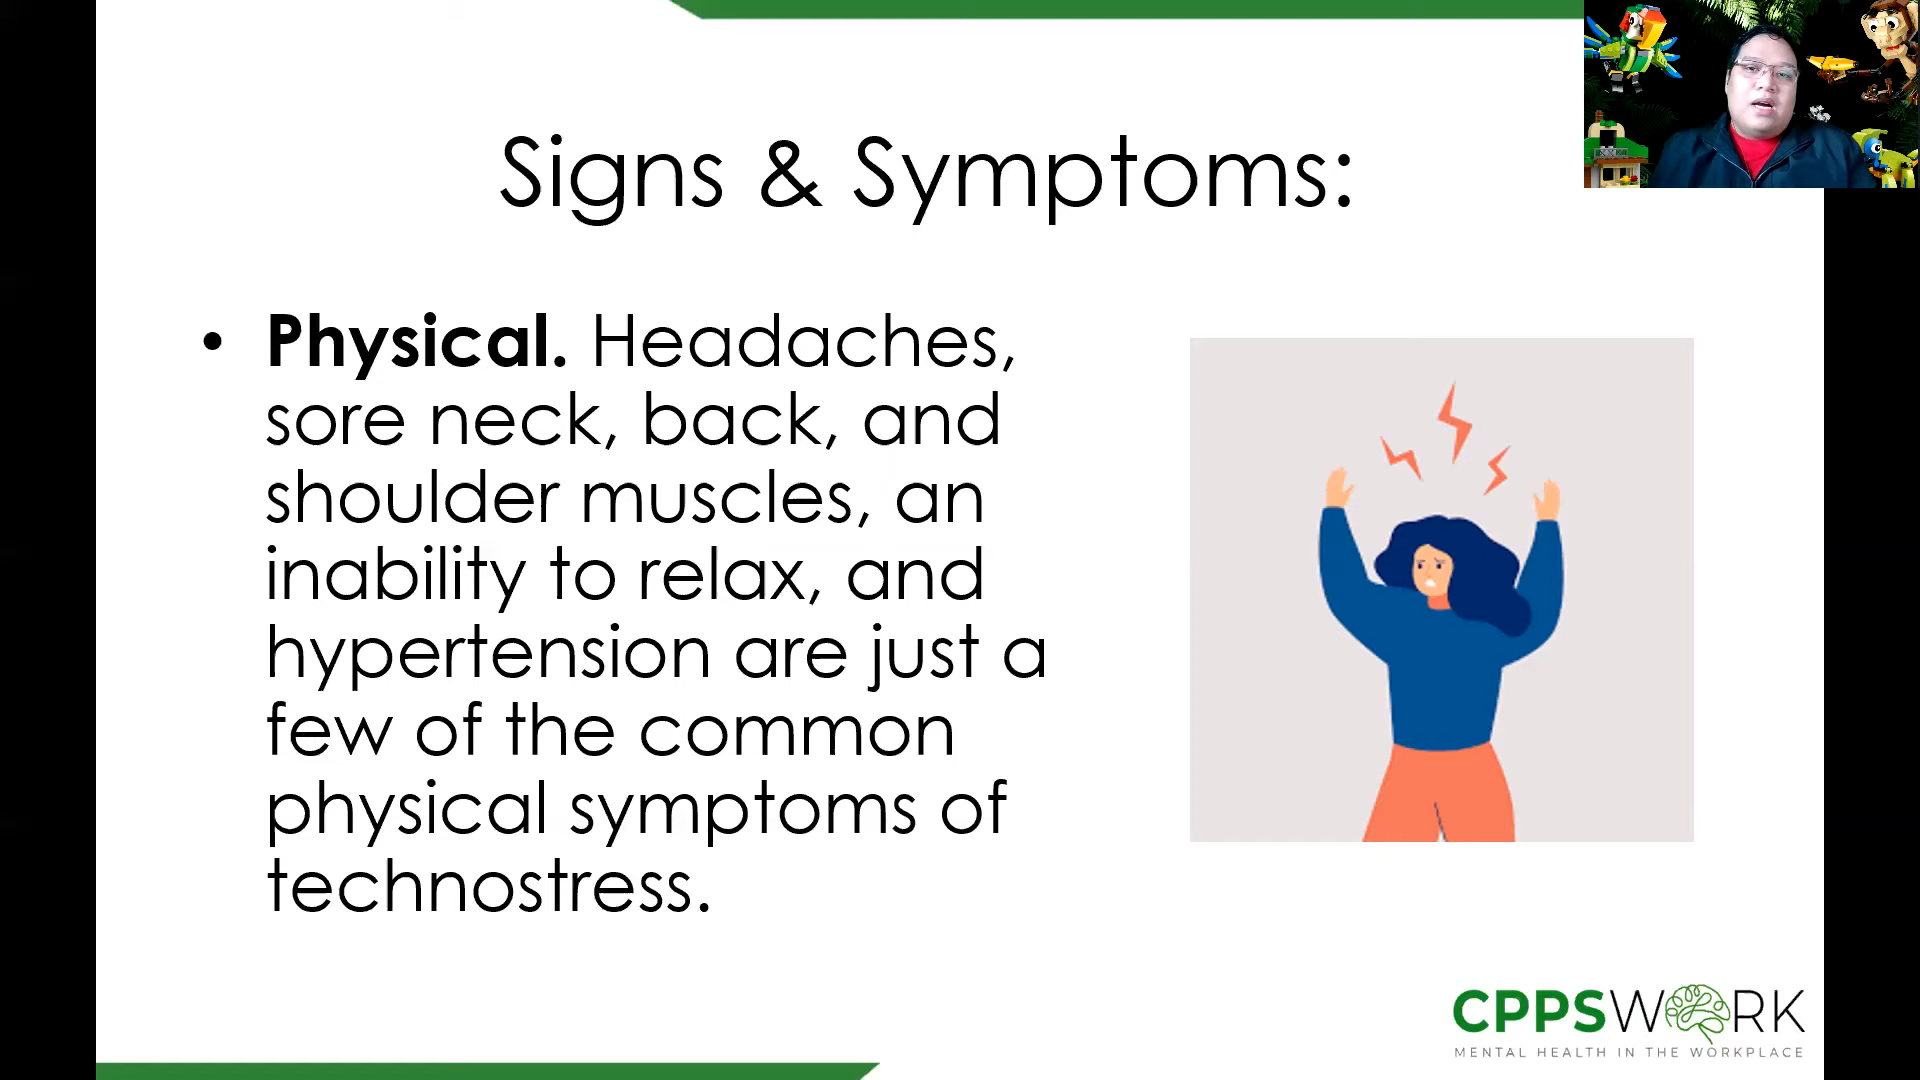 Signs & Symptoms:
• Physical. Headaches,
sore neck, back, and
shoulder muscles, an
inability to relax, and
hypertension are just a
few of the common
physical symptoms of
technostress.
CPPSWORK
MENTAL HEALTH IN THE WORKPLACE